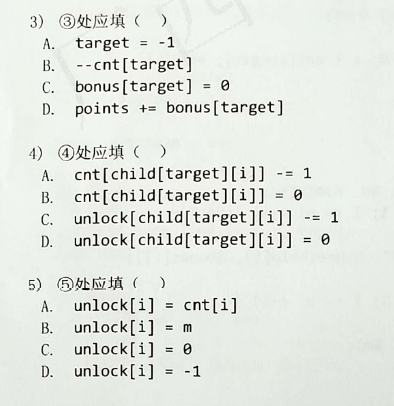 3) ③处应填（ ）
A. target = -1
B. --cnt[target]
C. bonus[target] = 0
D. points += bonus[target]
4) ④处应填（ ）
A. cnt[child[target][i]] -= 1
B. cnt[child[target][i]] = 0
C. unlock[child[target][i]] -= 1
D. unlock[child[target][i]] = 0
5) ⑤处应填（ ）
A. unlock[i] = cnt[i]
B. unlock[i] = m
C. unlock[i] = 0
D. unlock[i] = -1